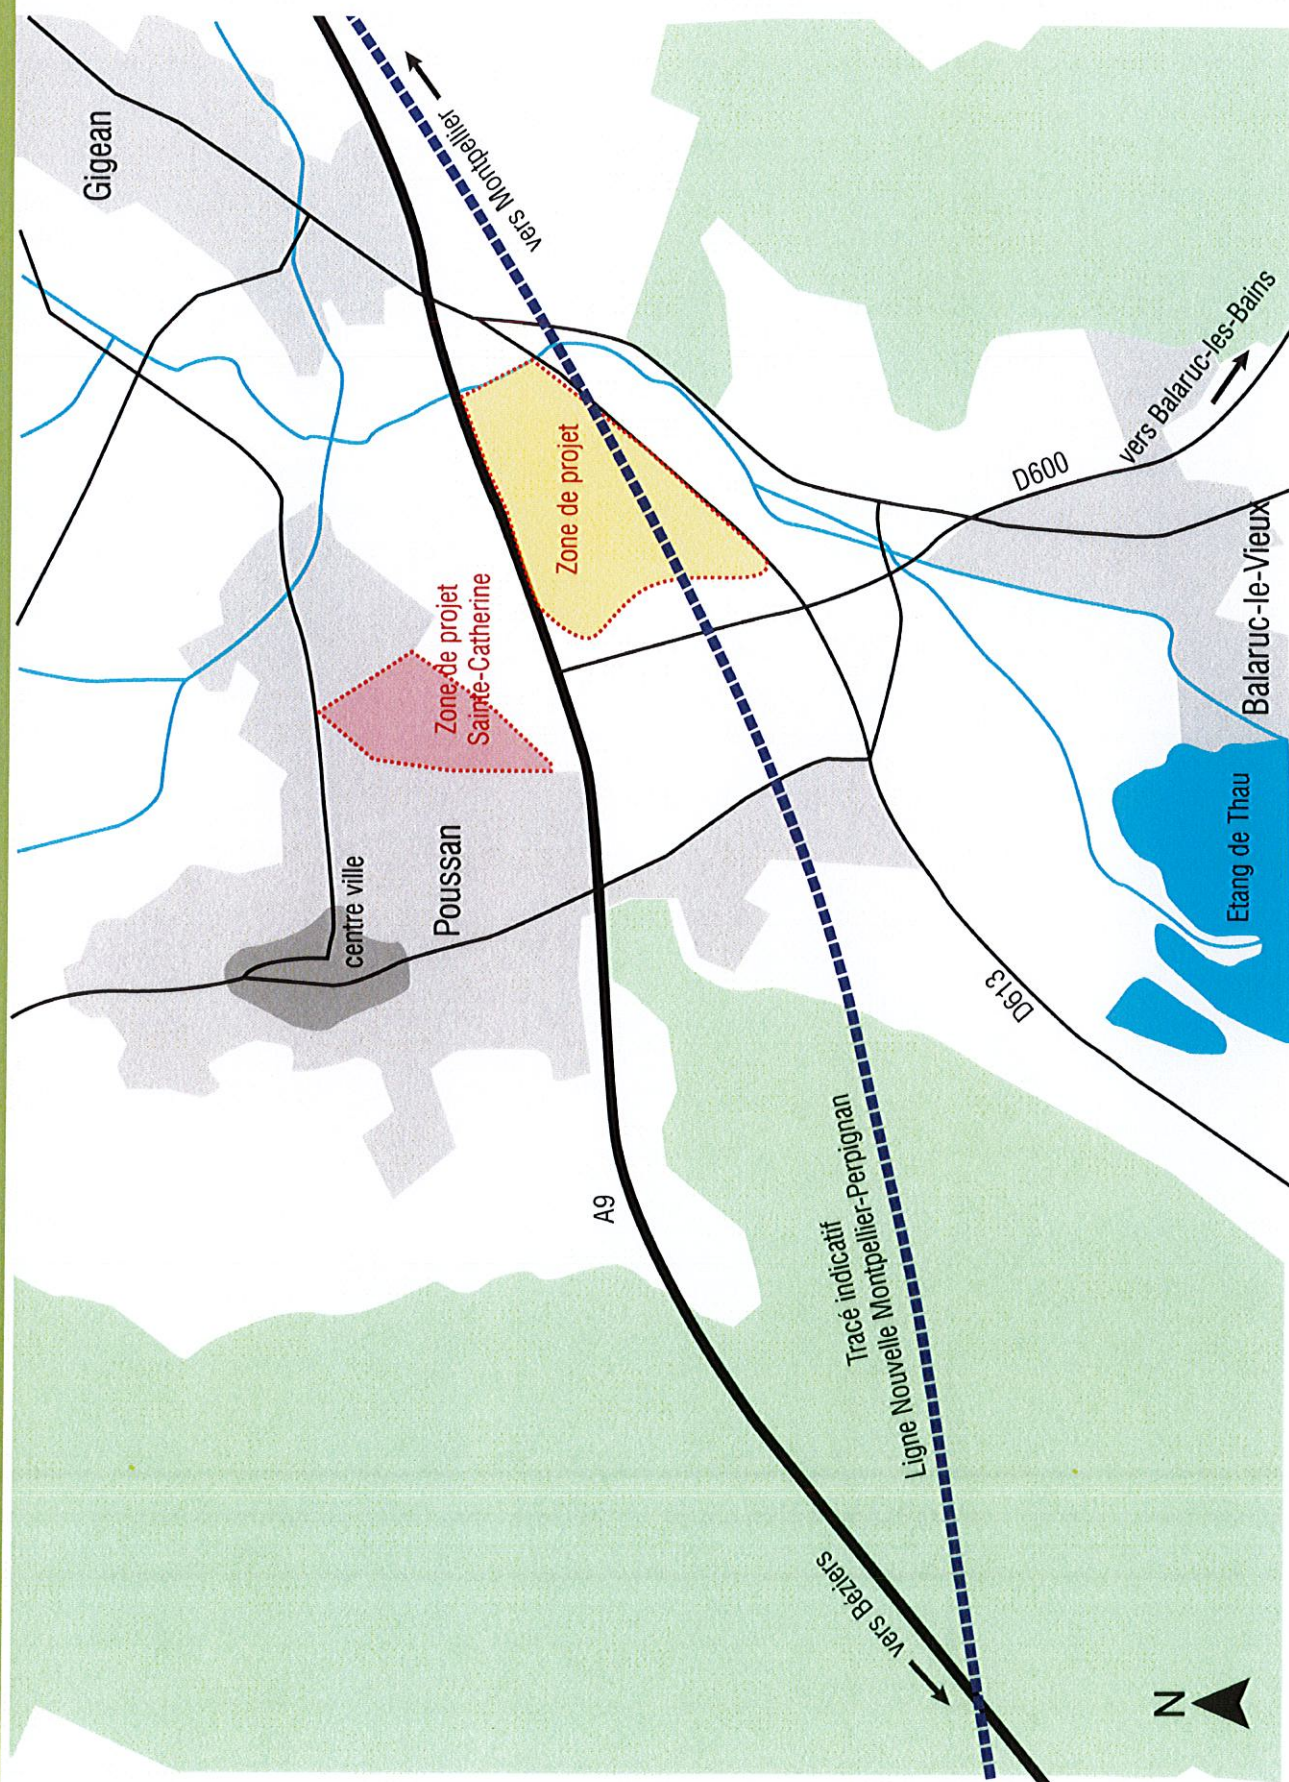 Gigean
vers Montpellier
Zone de projet
Zone de projet
Sainte-Catherine
centre ville
Poussan
vers Balaruc-les-Bains
D600
Balaruc-le-Vieux
Etang de Thau
D613
A9
Tracé indicatif
Ligne Nouvelle Montpellier-Perpignan
vers Béziers
N